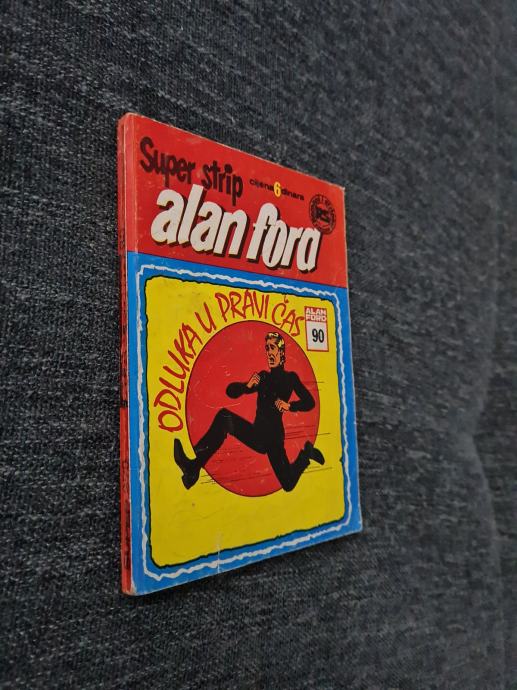 Super strip
cijena 6 dinara
alan ford
ODLUKA U PRAVI ČAS
ALAN
FORD
90